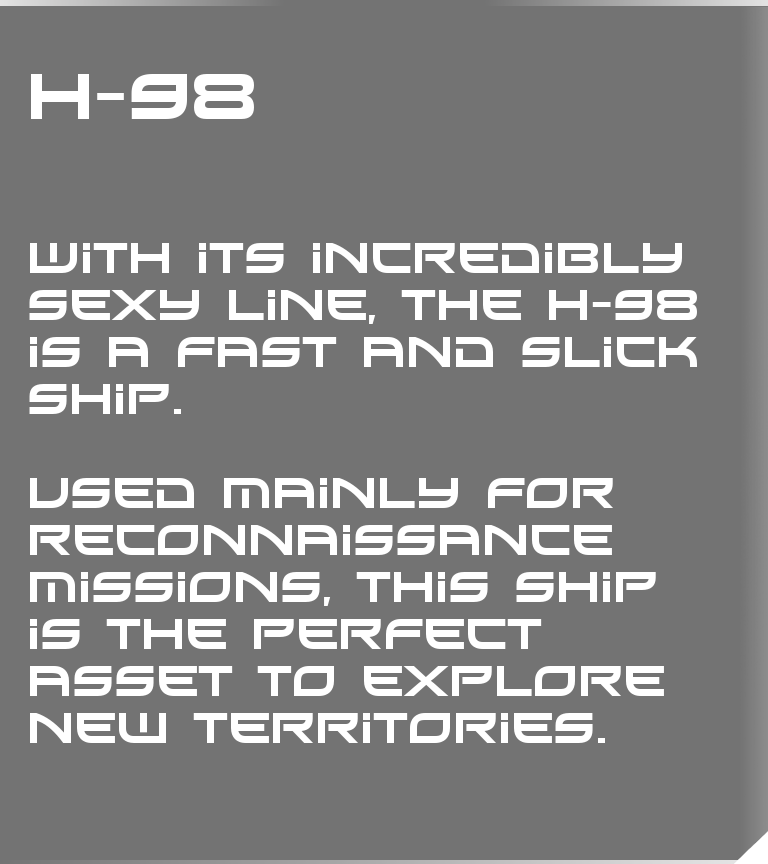 H-98
WiTH iTS iNCREDiBLY
SEXY LiNE, THE H-98
iS A FAST AND SLiCK
SHiP.
USED MAiNLY FOR
RECONNAiSSANCE
MiSSiONS, THiS SHiP
iS THE PERFECT
ASSET TO EXPLORE
NEW TERRiTORiES.